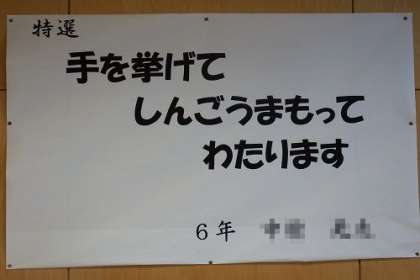 特選
手を挙げて
しんごうまもって
わたります
6年